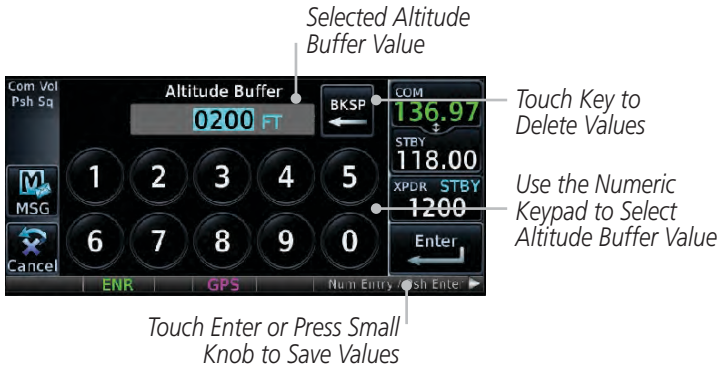 Selected Altitude
Buffer Value
Com Vol
Psh Sq
Altitude Buffer
0200 FT
BKSP
COM
136.97
STBY
118.00
XPDR STBY
1200
Touch Key to
Delete Values
1 2 3 4 5
MSG
Use the Numeric
Keypad to Select
Altitude Buffer Value
6 7 8 9 0
Cancel
Enter
ENR GPS Num Entry / Psh Enter
Touch Enter or Press Small
Knob to Save Values